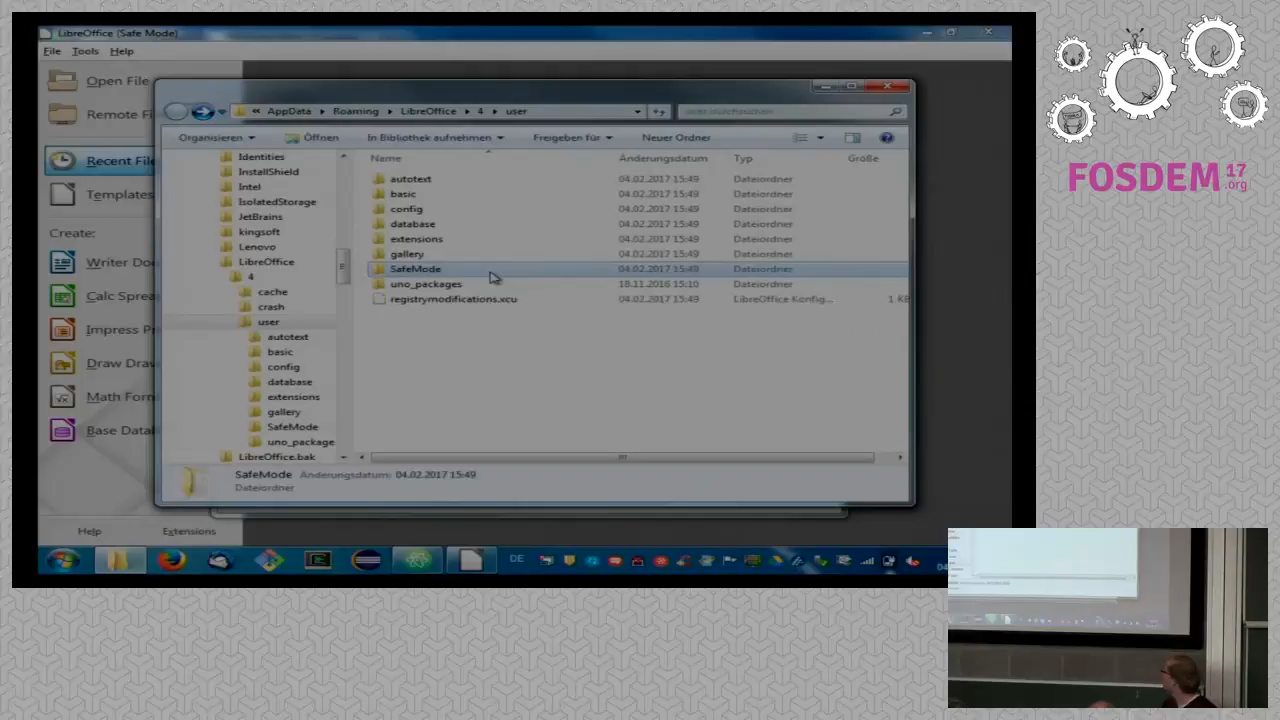 LibreOffice (Safe Mode)
File Tools Help
Open File
Remote Fi
Recent File
Templates
Create:
Writer Doc
Calc Sprea
Impress Pr
Draw Draw
Math Form
Base Datab
Help Extensions
« AppData Roaming LibreOffice 4 user
user durchsuchen
Organisieren Öffnen In Bibliothek aufnehmen Freigeben für Neuer Ordner
Identities
InstallShield
Intel
IsolatedStorage
JetBrains
kingsoft
Lenovo
LibreOffice
4
cache
crash
user
autotext
basic
config
database
extensions
gallery
SafeMode
uno_package
LibreOffice.bak
Name Änderungsdatum Typ Größe
autotext 04.02.2017 15:49 Dateiordner
basic 04.02.2017 15:49 Dateiordner
config 04.02.2017 15:49 Dateiordner
database 04.02.2017 15:49 Dateiordner
extensions 04.02.2017 15:49 Dateiordner
gallery 04.02.2017 15:49 Dateiordner
SafeMode 04.02.2017 15:49 Dateiordner
uno_packages 18.11.2016 15:10 Dateiordner
registrymodifications.xcu 04.02.2017 15:49 LibreOffice Konfig... 1 KB
SafeMode Änderungsdatum: 04.02.2017 15:49
Dateiordner
DE
FOSDEM 17
.org